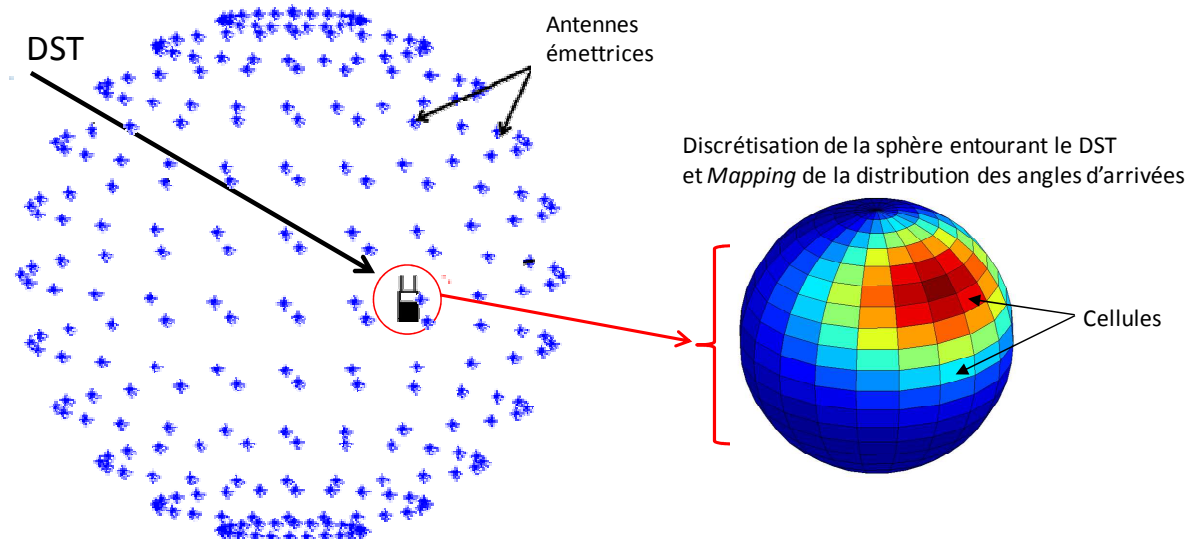 DST
Antennes
émettrices
Discrétisation de la sphère entourant le DST
et Mapping de la distribution des angles d’arrivées
Cellules